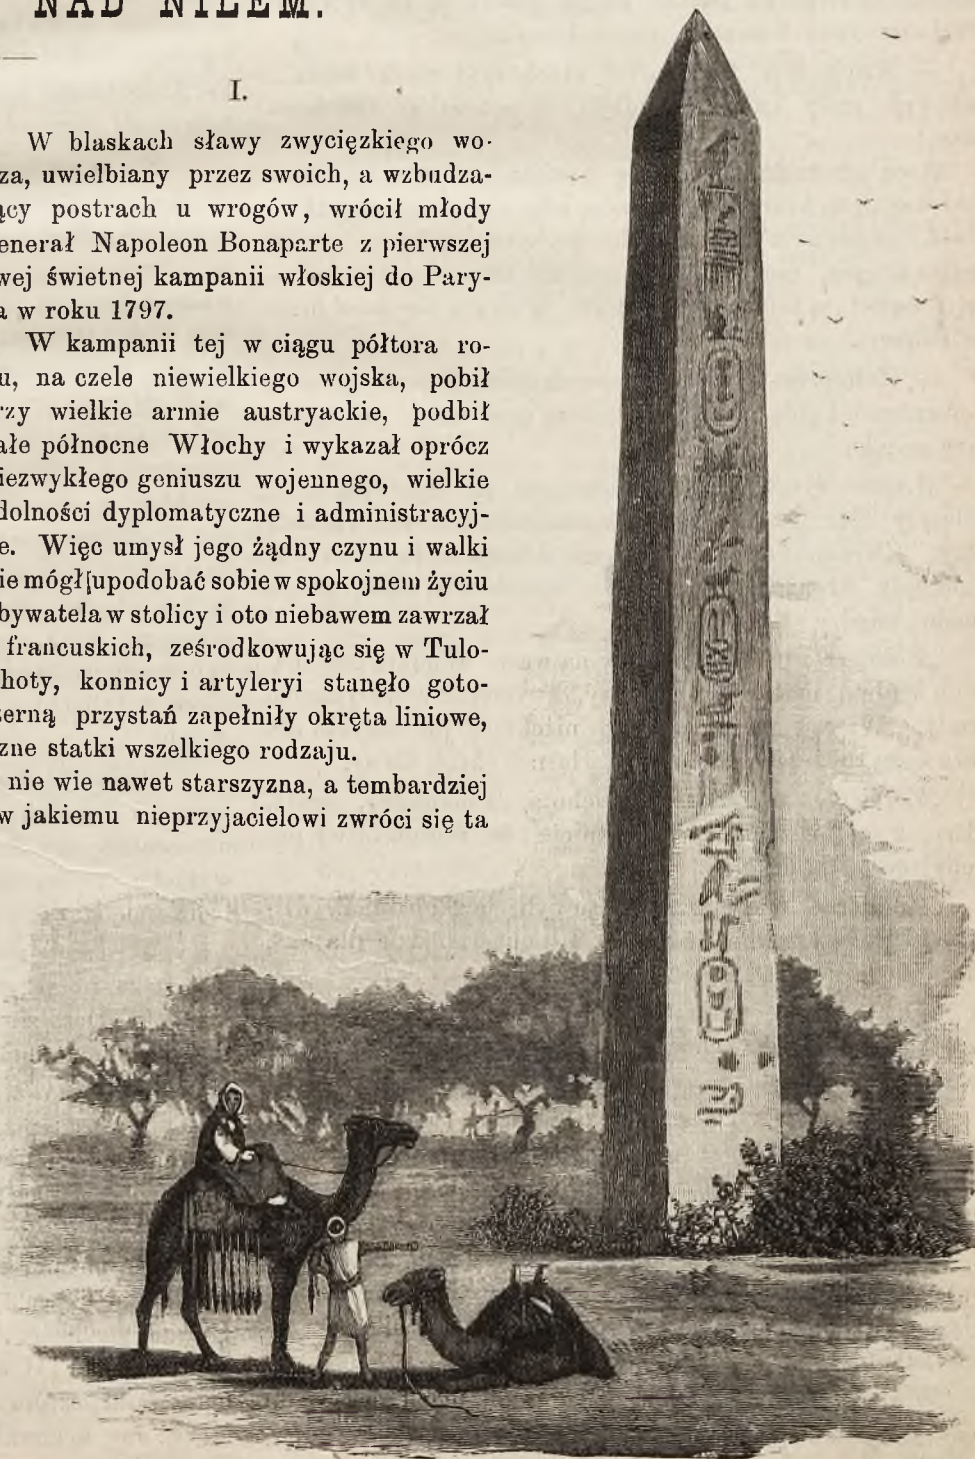 NAD NILEM.
I.
W blaskach sławy zwycięzkiego wo-
za, uwielbiany przez swoich, a wzbudza-
ący postrach u wrogów, wrócił młody
enerał Napoleon Bonaparte z pierwszej
wej świetnej kampanii włoskiej do Pary-
a w roku 1797.
W kampanii tej w ciągu półtora ro-
u, na czele niewielkiego wojska, pobił
rzy wielkie armie austryackie, podbił
ałe północne Włochy i wykazał oprócz
iezwykłego geniuszu wojennego, wielkie
dolności dyplomatyczne i administracyj-
e. Więc umysł jego żądny czynu i walki
ie mógł[upodobać sobie w spokojnem życiu
bywatela w stolicy i oto niebawem zawrzał
francuskich, ześrodkowując się w Tulo-
hoty, konnicy i artyleryi stanęło goto-
erną przystań zapełniły okręta liniowe,
zne statki wszelkiego rodzaju.
nie wie nawet starszyzna, a tembardziej
w jakiemu nieprzyjacielowi zwróci się ta